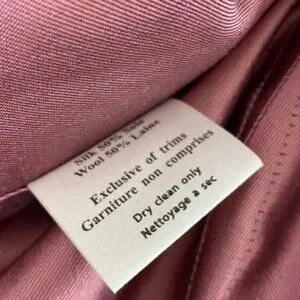 Silk 50% Soie
Wool 50% Laine
Exclusive of trims
Garniture non comprises
Dry clean only
Nettoyage a sec